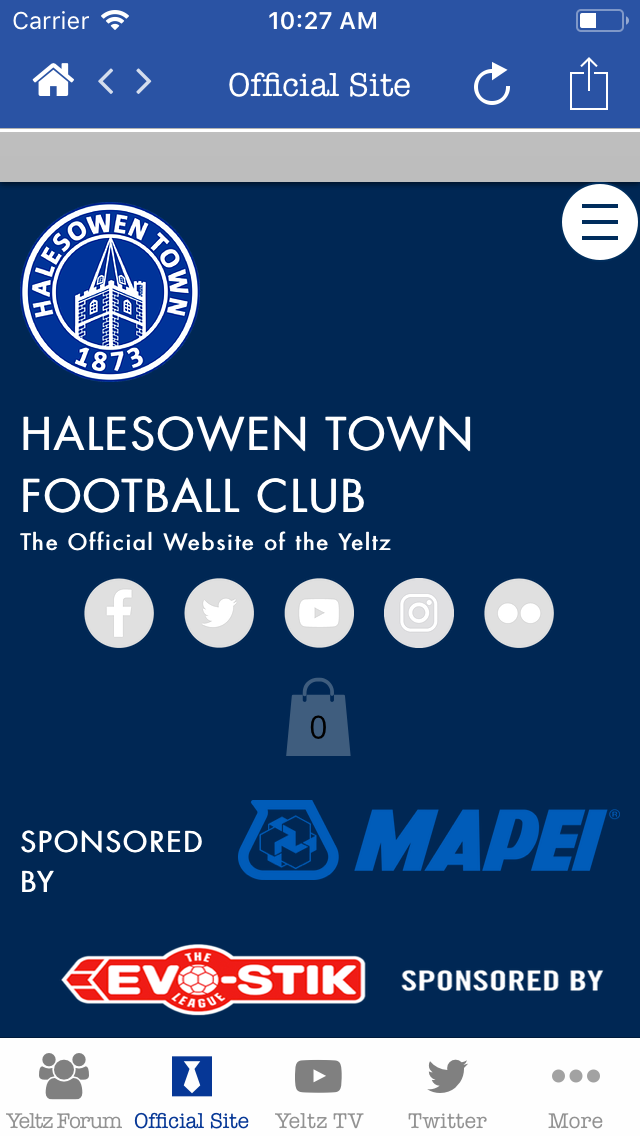 Carrier 10:27 AM
Official Site
HALESOWEN TOWN
1873
HALESOWEN TOWN
FOOTBALL CLUB
The Official Website of the Yeltz
0
SPONSORED
BY
MAPEI®
THE
EVO-STIK
LEAGUE
SPONSORED BY
Yeltz Forum Official Site Yeltz TV Twitter More